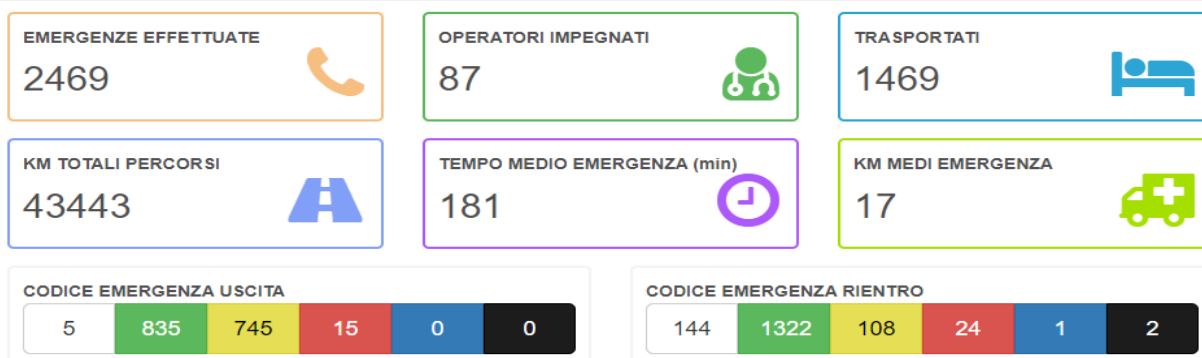 EMERGENZE EFFETTUATE
2469
OPERATORI IMPEGNATI
87
TRASPORTATI
1469
KM TOTALI PERCORSI
43443
TEMPO MEDIO EMERGENZA (min)
181
KM MEDI EMERGENZA
17
CODICE EMERGENZA USCITA
5 835 745 15 0 0
CODICE EMERGENZA RIENTRO
144 1322 108 24 1 2